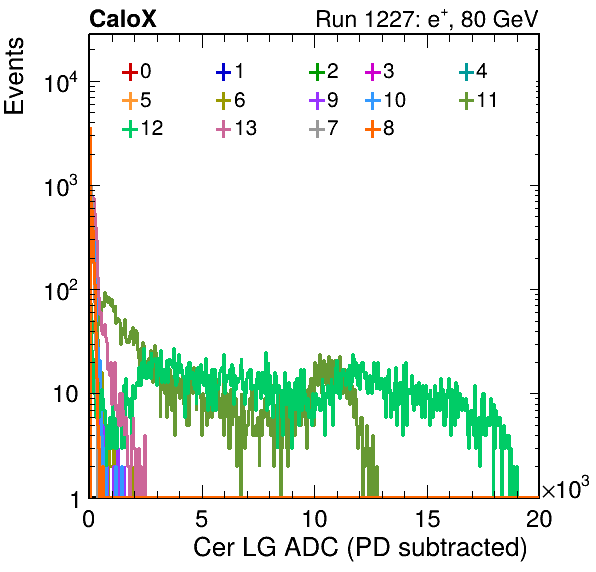 CaloX Run 1227: e⁺, 80 GeV
Events
10⁴
10³
10²
10
1
0 1 2 3 4
5 6 9 10 11
12 13 7 8
0 5 10 15 20
×10³
Cer LG ADC (PD subtracted)